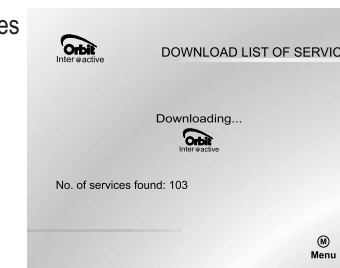 es
Orbit
Inter@active
DOWNLOAD LIST OF SERVIC
Downloading...
Orbit
Inter@active
No. of services found: 103
M
Menu